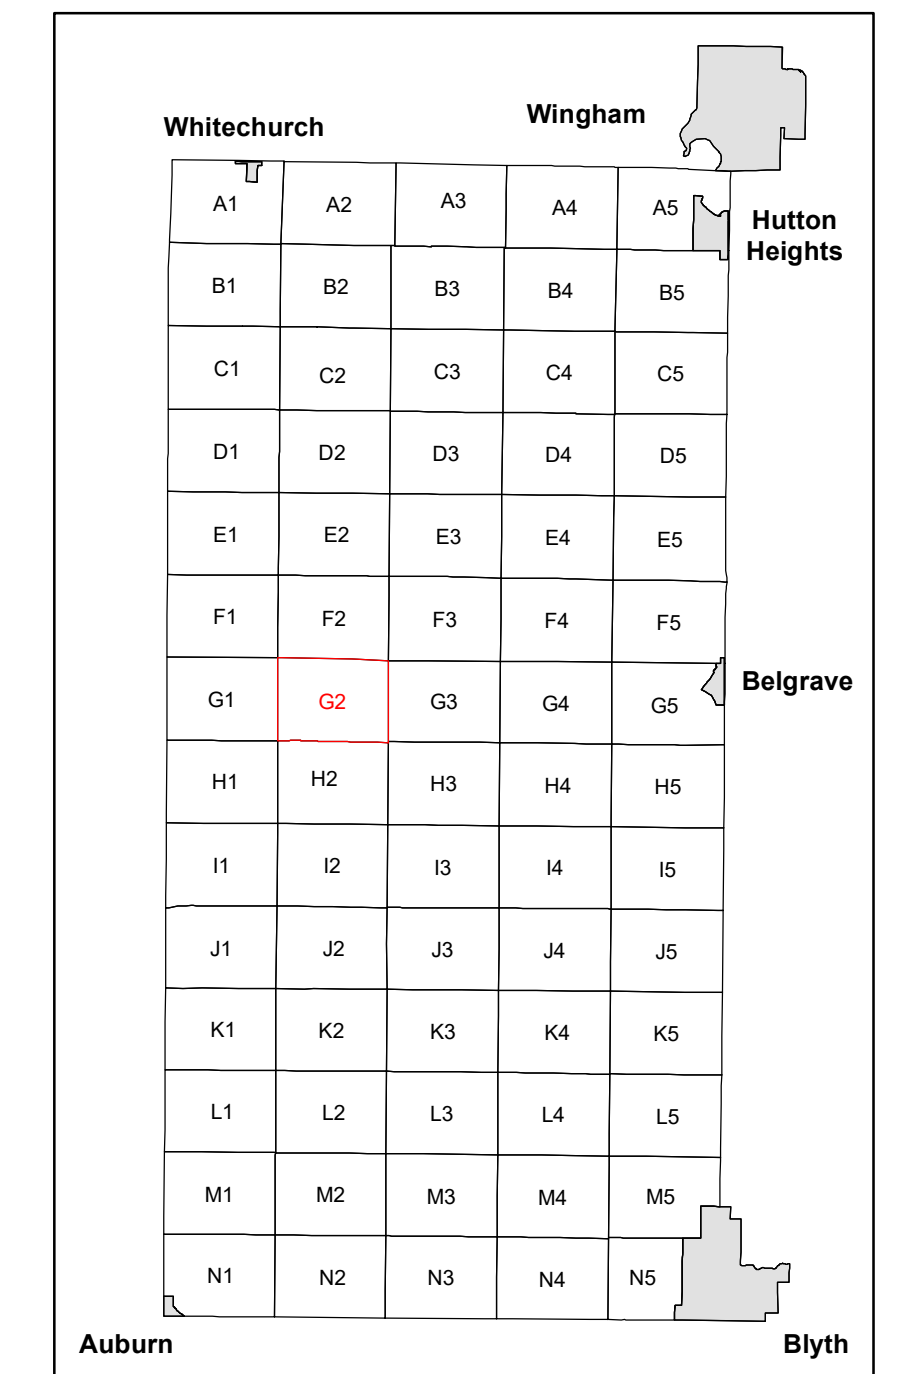 Wingham
Whitechurch
A1 A2 A3 A4 A5
Hutton
Heights
B1 B2 B3 B4 B5
C1 C2 C3 C4 C5
D1 D2 D3 D4 D5
E1 E2 E3 E4 E5
F1 F2 F3 F4 F5
G1 G2 G3 G4 G5 Belgrave
H1 H2 H3 H4 H5
I1 I2 I3 I4 I5
J1 J2 J3 J4 J5
K1 K2 K3 K4 K5
L1 L2 L3 L4 L5
M1 M2 M3 M4 M5
N1 N2 N3 N4 N5
Auburn Blyth